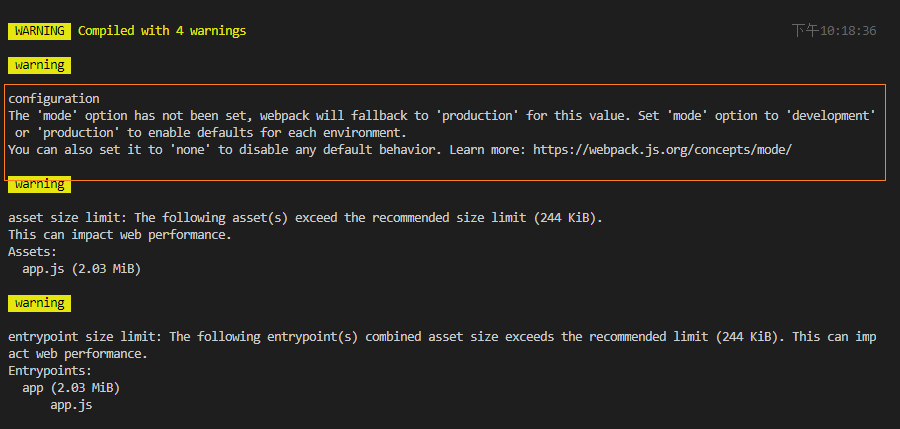 WARNING Compiled with 4 warnings 下午10:18:36
warning
configuration
The 'mode' option has not been set, webpack will fallback to 'production' for this value. Set 'mode' option to 'development'
or 'production' to enable defaults for each environment.
You can also set it to 'none' to disable any default behavior. Learn more: https://webpack.js.org/concepts/mode/
warning
asset size limit: The following asset(s) exceed the recommended size limit (244 KiB).
This can impact web performance.
Assets:
app.js (2.03 MiB)
warning
entrypoint size limit: The following entrypoint(s) combined asset size exceeds the recommended limit (244 KiB). This can imp
act web performance.
Entrypoints:
app (2.03 MiB)
app.js